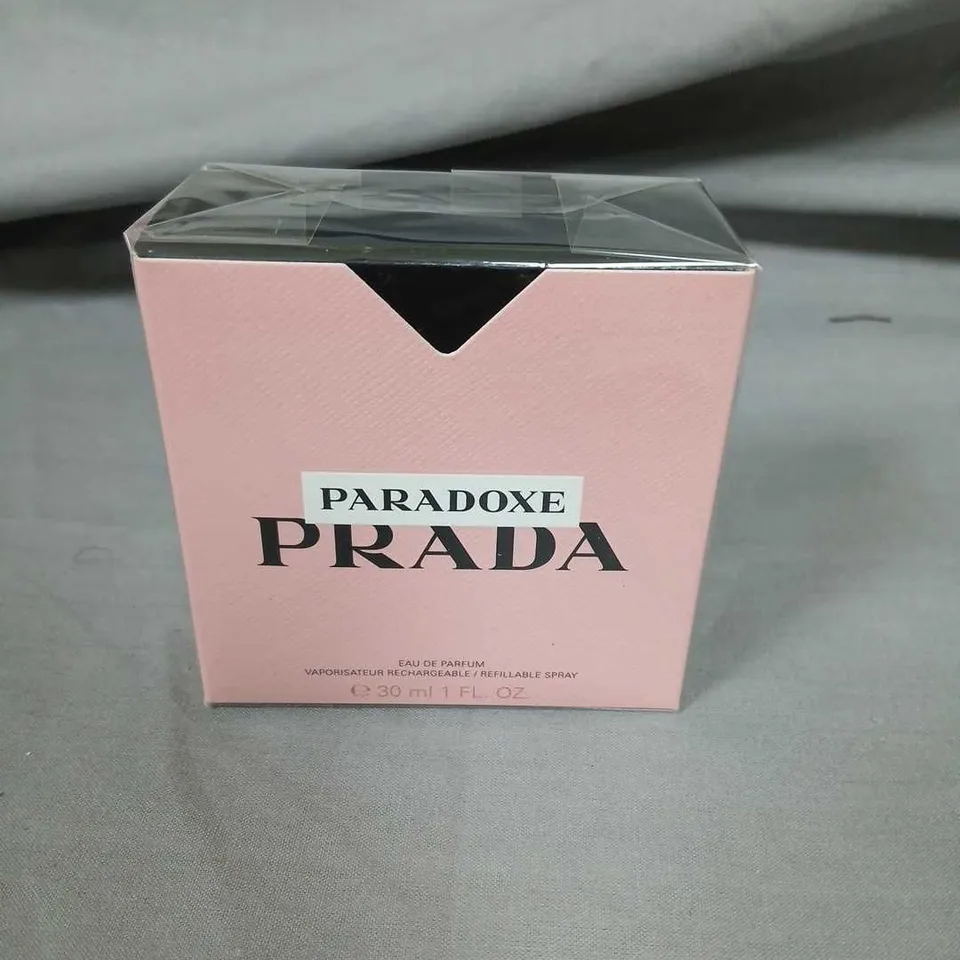 PARADOXE
PRADA
EAU DE PARFUM
VAPORISATEUR RECHARGEABLE / REFILLABLE SPRAY
℮ 30 ml 1 FL. OZ.